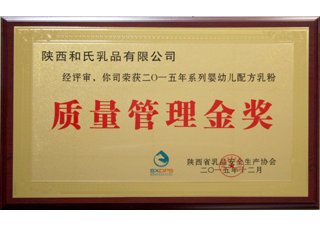 陕西和氏乳品有限公司
经评审、你司荣获二〇一五年系列婴幼儿配方乳粉
质量管理金奖
陕西省乳品安全生产协会
二〇一五年十二月